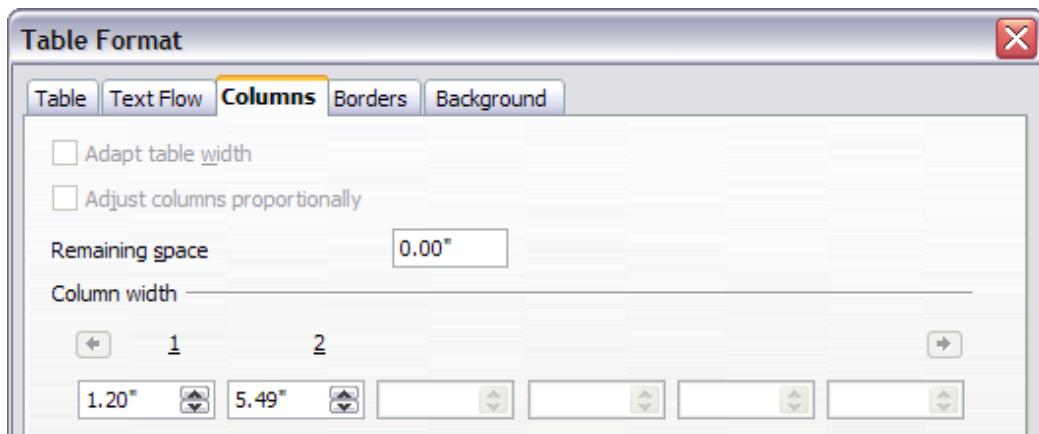 Table Format
Table Text Flow Columns Borders Background
Adapt table width
Adjust columns proportionally
Remaining space 0.00"
Column width
1 2
1.20" 5.49"